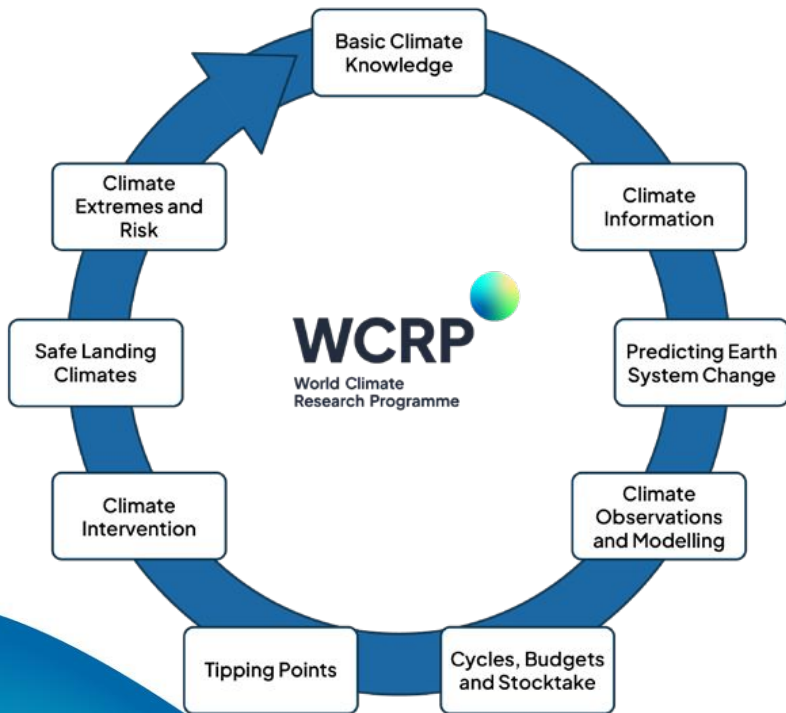 Basic Climate
Knowledge
Climate
Information
Predicting Earth
System Change
Climate
Observations
and Modelling
Cycles, Budgets
and Stocktake
Tipping Points
Climate
Intervention
Safe Landing
Climates
Climate
Extremes and
Risk
WCRP
World Climate
Research Programme